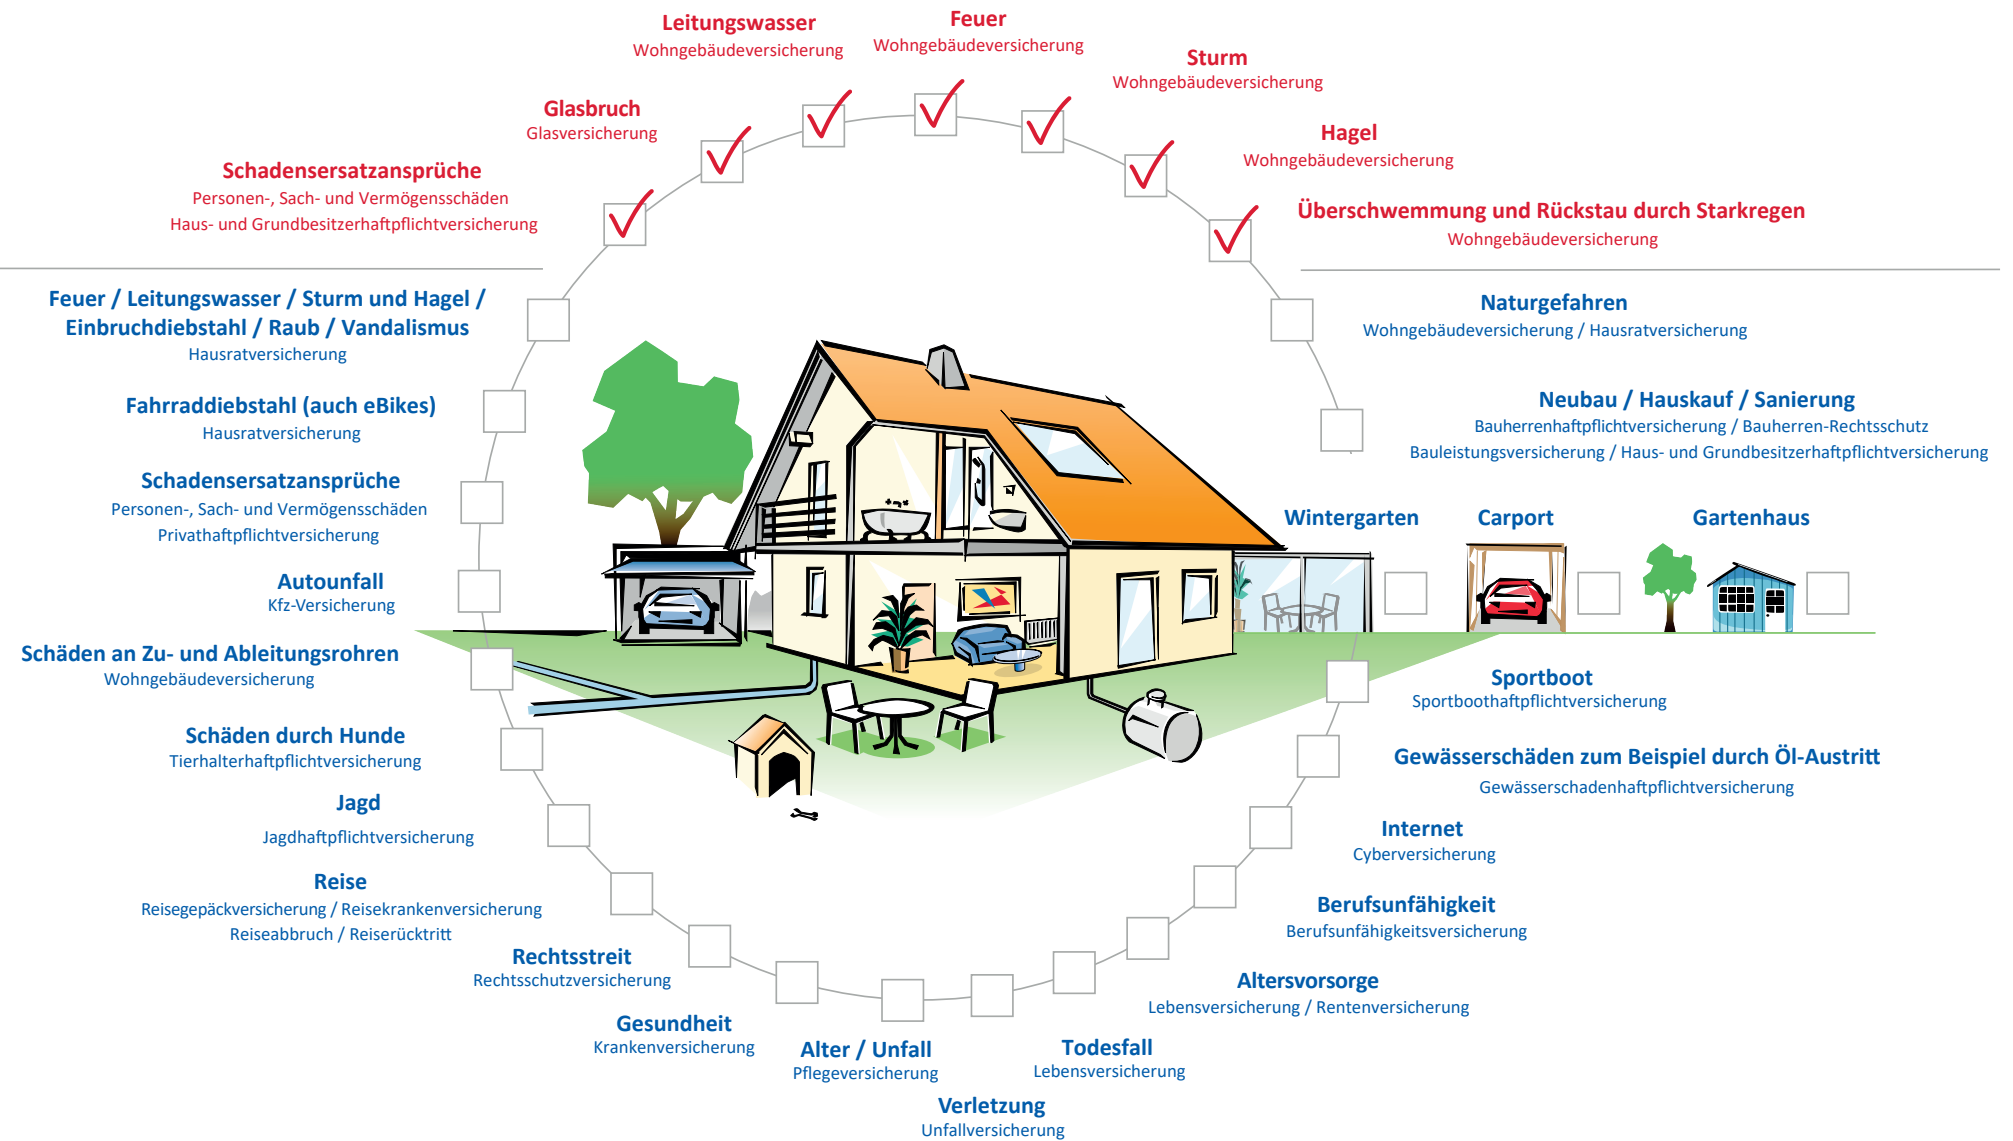 Leitungswasser
Wohngebäudeversicherung
Feuer
Wohngebäudeversicherung
Sturm
Wohngebäudeversicherung
Glasbruch
Glasversicherung
Hagel
Wohngebäudeversicherung
Schadensersatzansprüche
Personen-, Sach- und Vermögensschäden
Haus- und Grundbesitzerhaftpflichtversicherung
Überschwemmung und Rückstau durch Starkregen
Wohngebäudeversicherung
Feuer / Leitungswasser / Sturm und Hagel /
Einbruchdiebstahl / Raub / Vandalismus
Hausratversicherung
Naturgefahren
Wohngebäudeversicherung / Hausratversicherung
Fahrraddiebstahl (auch eBikes)
Hausratversicherung
Neubau / Hauskauf / Sanierung
Bauherrenhaftpflichtversicherung / Bauherren-Rechtsschutz
Bauleistungsversicherung / Haus- und Grundbesitzerhaftpflichtversicherung
Schadensersatzansprüche
Personen-, Sach- und Vermögensschäden
Privathaftpflichtversicherung
Wintergarten
Carport
Gartenhaus
Autounfall
Kfz-Versicherung
Schäden an Zu- und Ableitungsrohren
Wohngebäudeversicherung
Sportboot
Sportboothaftpflichtversicherung
Schäden durch Hunde
Tierhalterhaftpflichtversicherung
Gewässerschäden zum Beispiel durch Öl-Austritt
Gewässerschadenhaftpflichtversicherung
Jagd
Jagdhaftpflichtversicherung
Internet
Cyberversicherung
Reise
Reisegepäckversicherung / Reisekrankenversicherung
Reiseabbruch / Reiserücktritt
Berufsunfähigkeit
Berufsunfähigkeitsversicherung
Rechtsstreit
Rechtsschutzversicherung
Altersvorsorge
Lebensversicherung / Rentenversicherung
Gesundheit
Krankenversicherung
Alter / Unfall
Pflegeversicherung
Todesfall
Lebensversicherung
Verletzung
Unfallversicherung